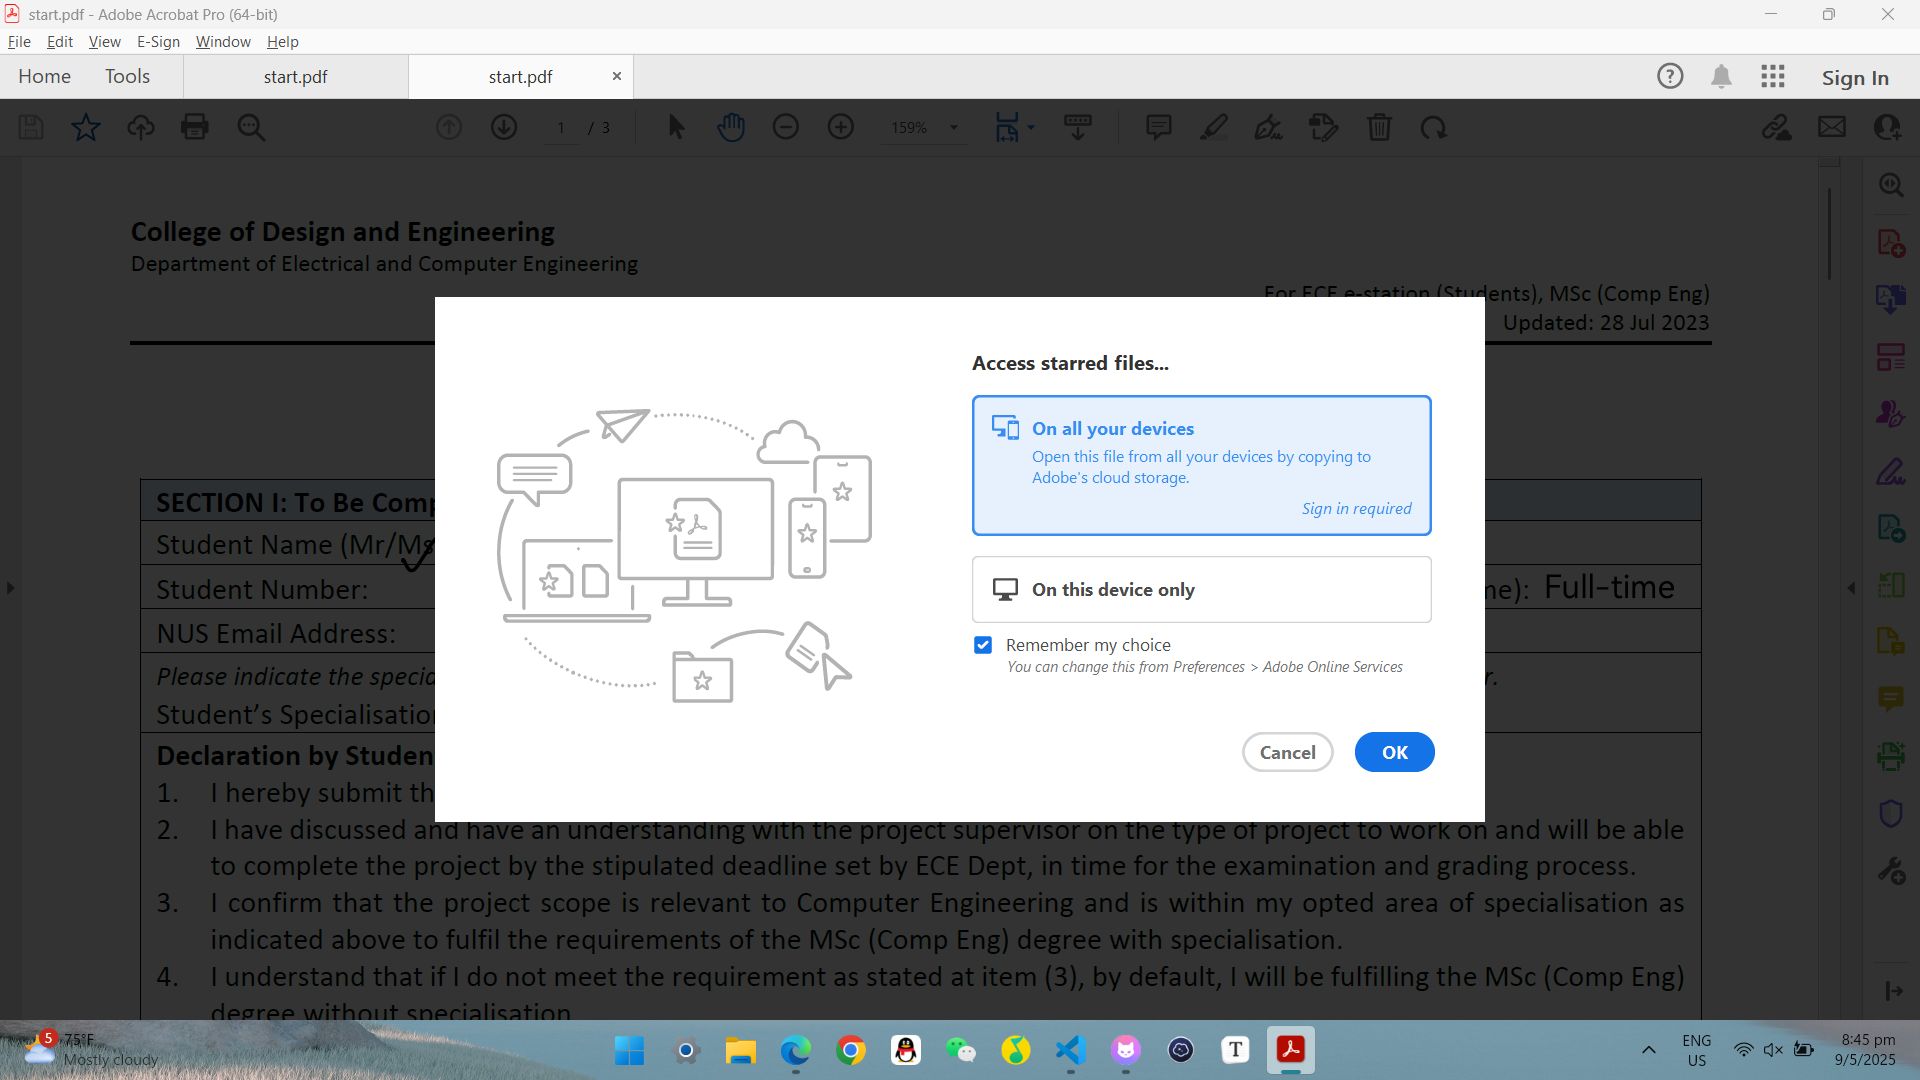 start.pdf - Adobe Acrobat Pro (64-bit)
File Edit View E-Sign Window Help
Home Tools start.pdf start.pdf × Sign In
1 / 3 159%
College of Design and Engineering
Department of Electrical and Computer Engineering
For ECE e-station (Students), MSc (Comp Eng)
Updated: 28 Jul 2023
Access starred files...
On all your devices
Open this file from all your devices by copying to
Adobe's cloud storage.
Sign in required
On this device only
Remember my choice
You can change this from Preferences > Adobe Online Services
Cancel OK
SECTION I: To Be Comp
Student Name (Mr/Ms
Student Number: me): Full-time
NUS Email Address:
Please indicate the specia r.
Student's Specialisation
Declaration by Studen
1. I hereby submit th
2. I have discussed and have an understanding with the project supervisor on the type of project to work on and will be able
to complete the project by the stipulated deadline set by ECE Dept, in time for the examination and grading process.
3. I confirm that the project scope is relevant to Computer Engineering and is within my opted area of specialisation as
indicated above to fulfil the requirements of the MSc (Comp Eng) degree with specialisation.
4. I understand that if I do not meet the requirement as stated at item (3), by default, I will be fulfilling the MSc (Comp Eng)
degree without specialisation
5 75°F
Mostly cloudy
T
ENG
US
8:45 pm
9/5/2025